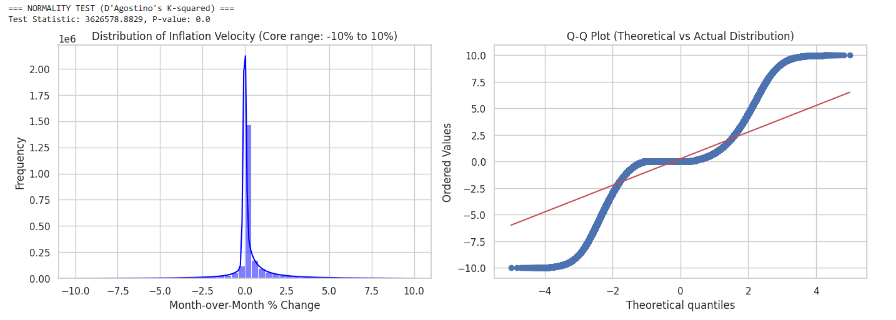 === NORMALITY TEST (D'Agostino's K-squared) ===
Test Statistic: 3626578.8829, P-value: 0.0
1e6
Distribution of Inflation Velocity (Core range: -10% to 10%)
2.00
1.75
1.50
1.25
1.00
0.75
0.50
0.25
0.00
Frequency
−10.0 −7.5 −5.0 −2.5 0.0 2.5 5.0 7.5 10.0
Month-over-Month % Change
Q-Q Plot (Theoretical vs Actual Distribution)
10.0
7.5
5.0
2.5
0.0
−2.5
−5.0
−7.5
−10.0
Ordered Values
−4 −2 0 2 4
Theoretical quantiles